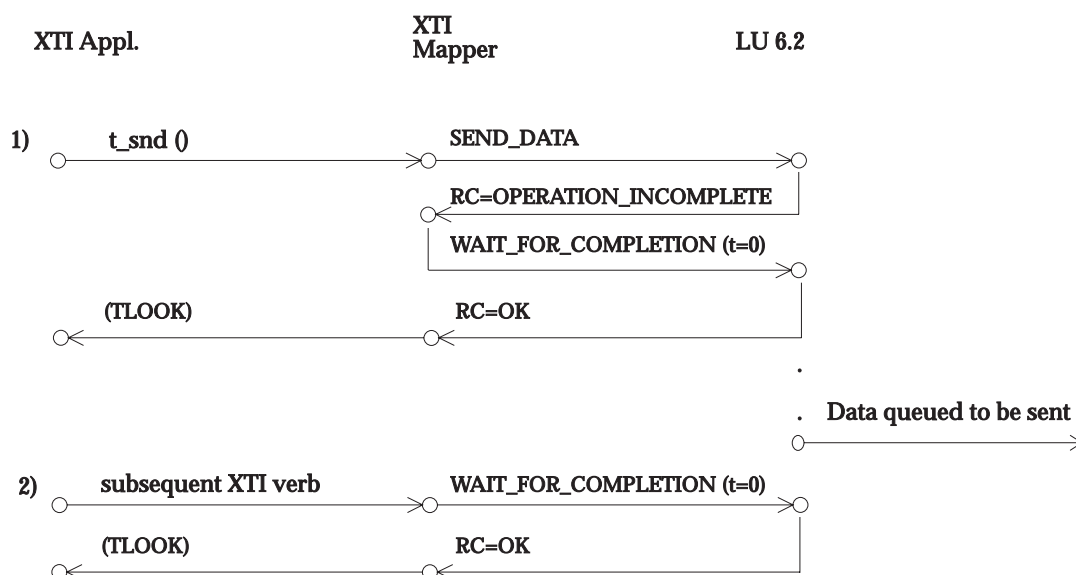 XTI Appl.
XTI
Mapper
LU 6.2
1)
t_snd ()
SEND_DATA
RC=OPERATION_INCOMPLETE
WAIT_FOR_COMPLETION (t=0)
(TLOOK)
RC=OK
.
. Data queued to be sent
2)
subsequent XTI verb
WAIT_FOR_COMPLETION (t=0)
(TLOOK)
RC=OK